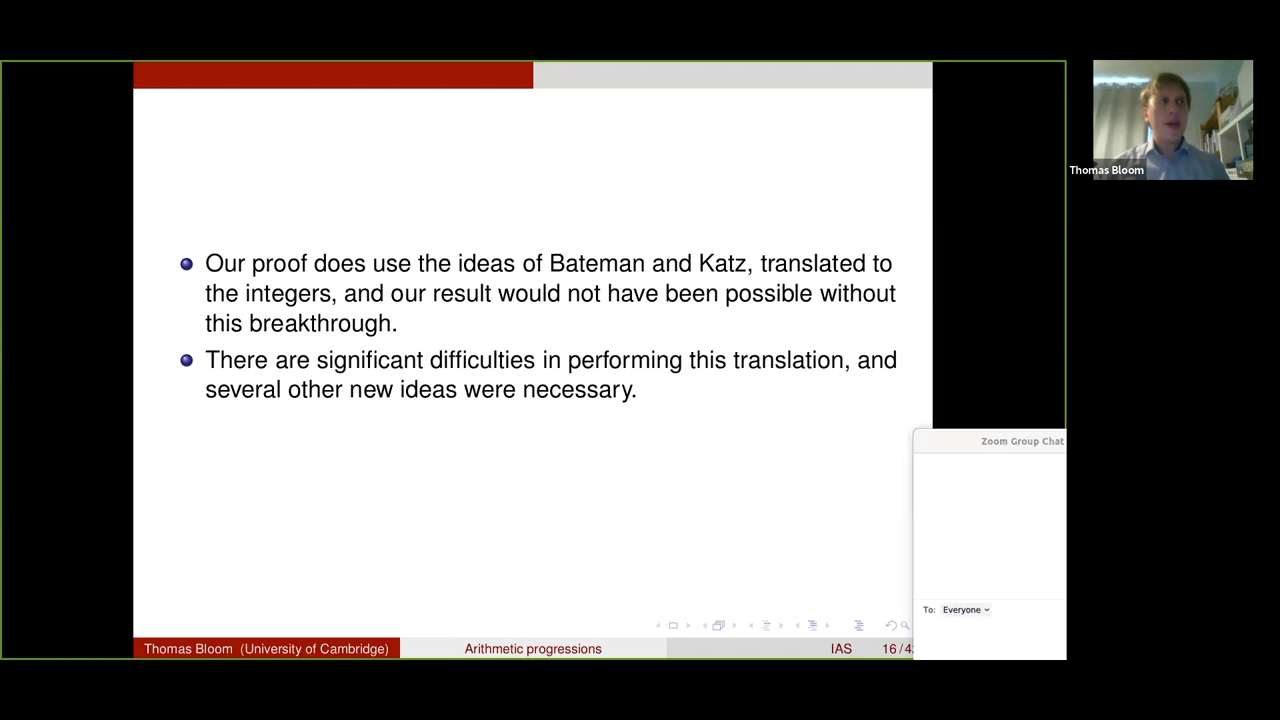 Our proof does use the ideas of Bateman and Katz, translated to
the integers, and our result would not have been possible without
this breakthrough.
There are significant difficulties in performing this translation, and
several other new ideas were necessary.
Thomas Bloom
Zoom Group Chat
To: Everyone
Thomas Bloom (University of Cambridge) Arithmetic progressions IAS 16 /